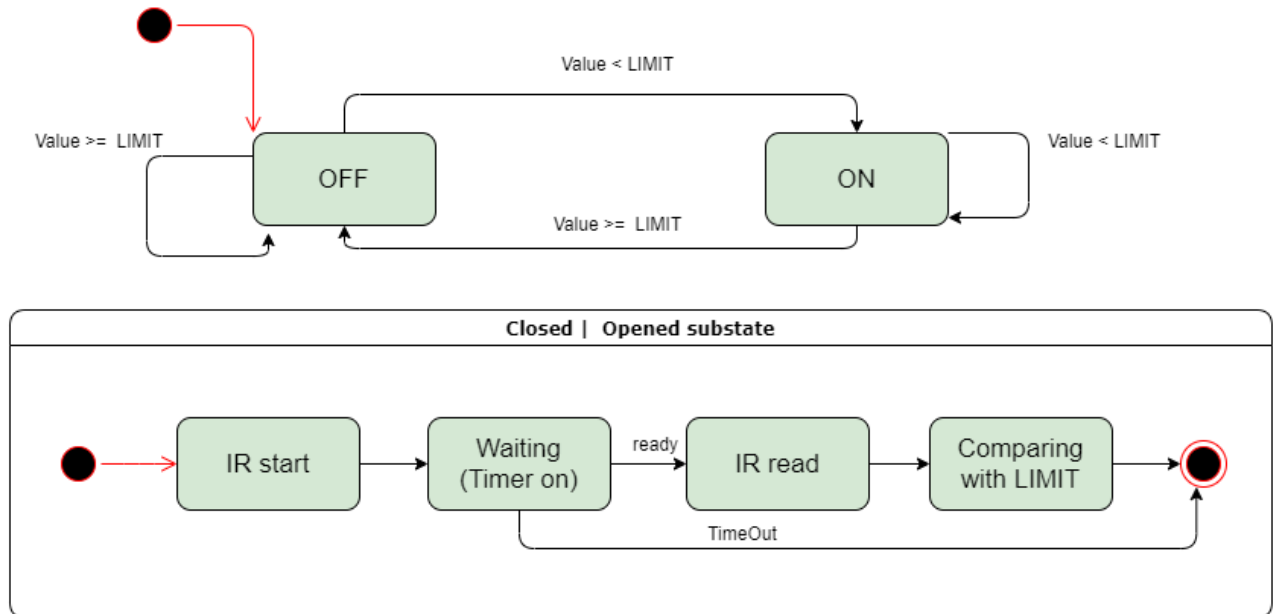 Value < LIMIT
Value >=  LIMIT
Value < LIMIT
OFF
ON
Value >=  LIMIT
Closed |  Opened substate
IR start
Waiting
(Timer on)
ready
IR read
Comparing
with LIMIT
TimeOut